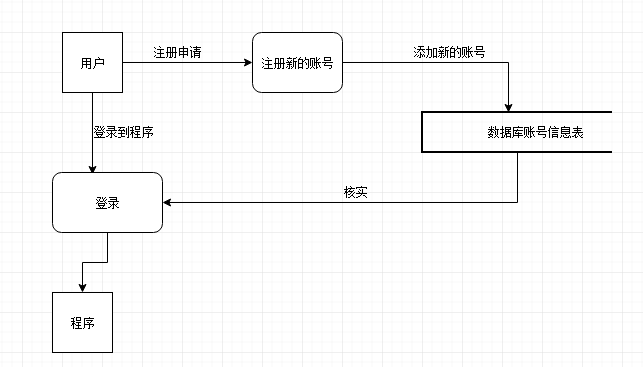 用户
注册申请
注册新的账号
添加新的账号
登录到程序
数据库账号信息表
登录
核实
程序